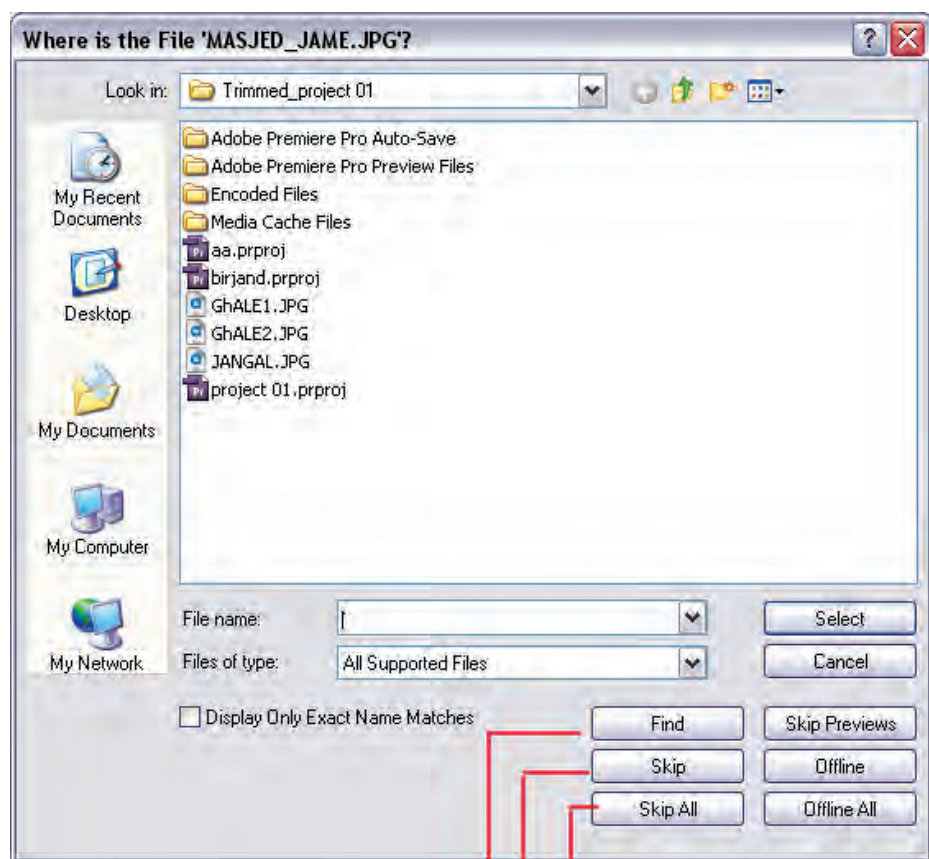 Where is the File 'MASJED_JAME.JPG'?
Look in: Trimmed_project 01
My Recent Documents
Desktop
My Documents
My Computer
My Network
Adobe Premiere Pro Auto-Save
Adobe Premiere Pro Preview Files
Encoded Files
Media Cache Files
aa.prproj
birjand.prproj
GhALE1.JPG
GhALE2.JPG
JANGAL.JPG
project 01.prproj
File name:
Select
Files of type: All Supported Files
Cancel
Display Only Exact Name Matches
Find
Skip Previews
Skip
Offline
Skip All
Offline All